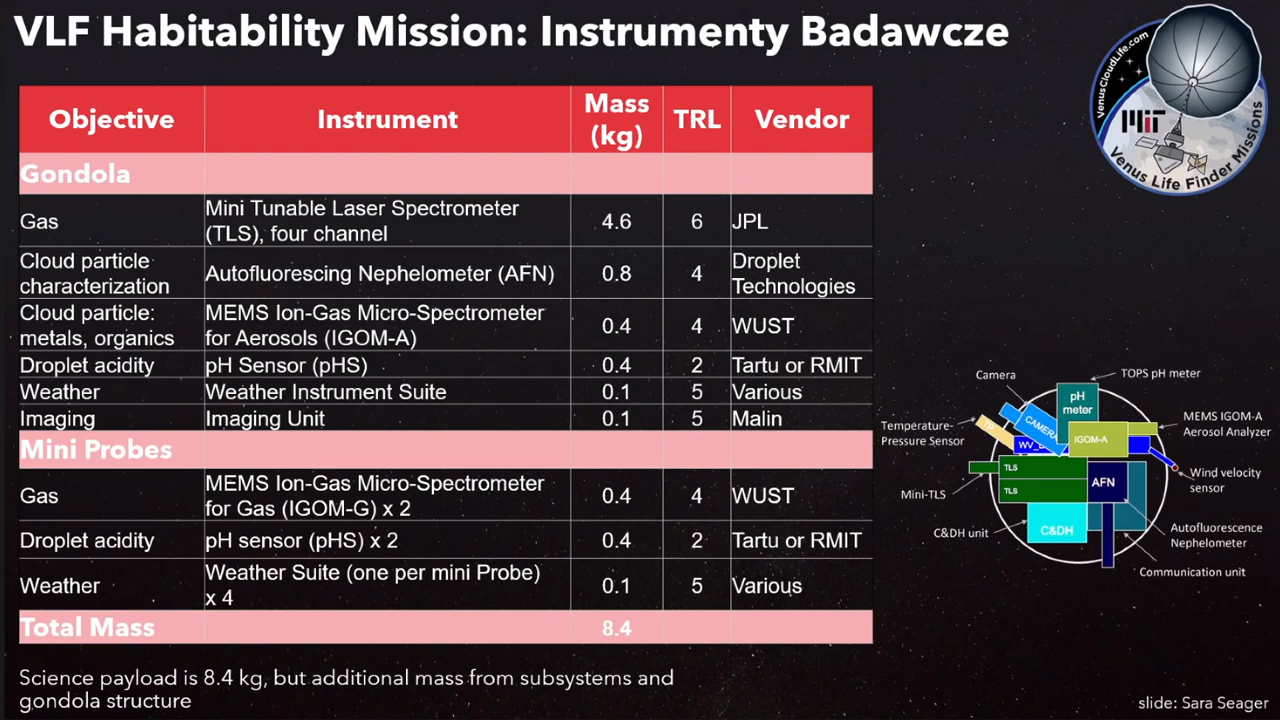 VLF Habitability Mission: Instrumenty Badawcze
VenusCloudLife.com
MIT
Venus Life Finder Missions
Objective Instrument Mass (kg) TRL Vendor
Gondola
Gas Mini Tunable Laser Spectrometer (TLS), four channel 4.6 6 JPL
Cloud particle characterization Autofluorescing Nephelometer (AFN) 0.8 4 Droplet Technologies
Cloud particle: metals, organics MEMS Ion-Gas Micro-Spectrometer for Aerosols (IGOM-A) 0.4 4 WUST
Droplet acidity pH Sensor (pHS) 0.4 2 Tartu or RMIT
Weather Weather Instrument Suite 0.1 5 Various
Imaging Imaging Unit 0.1 5 Malin
Mini Probes
Gas MEMS Ion-Gas Micro-Spectrometer for Gas (IGOM-G) x 2 0.4 4 WUST
Droplet acidity pH sensor (pHS) x 2 0.4 2 Tartu or RMIT
Weather Weather Suite (one per mini Probe) x 4 0.1 5 Various
Total Mass 8.4
Science payload is 8.4 kg, but additional mass from subsystems and
gondola structure
Camera
TOPS pH meter
pH
meter
CAMERA
Temperature-
Pressure Sensor
IGOM-A
MEMS IGOM-A
Aerosol Analyzer
TLS
TLS
AFN
Mini-TLS
Wind velocity
sensor
C&DH unit
C&DH
Autofluorescence
Nephelometer
Communication unit
slide: Sara Seager